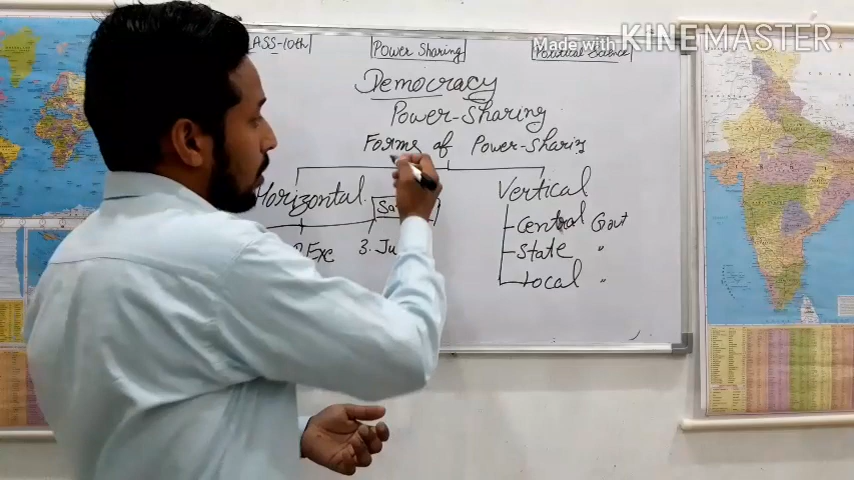 Made with KINEMASTER
ASS-10th
Power Sharing
Political Science
Democracy
Power-Sharing
Forms of Power-Sharing
Horizontal
Vertical
Central Govt
State "
Local "
Exc
3. Ju